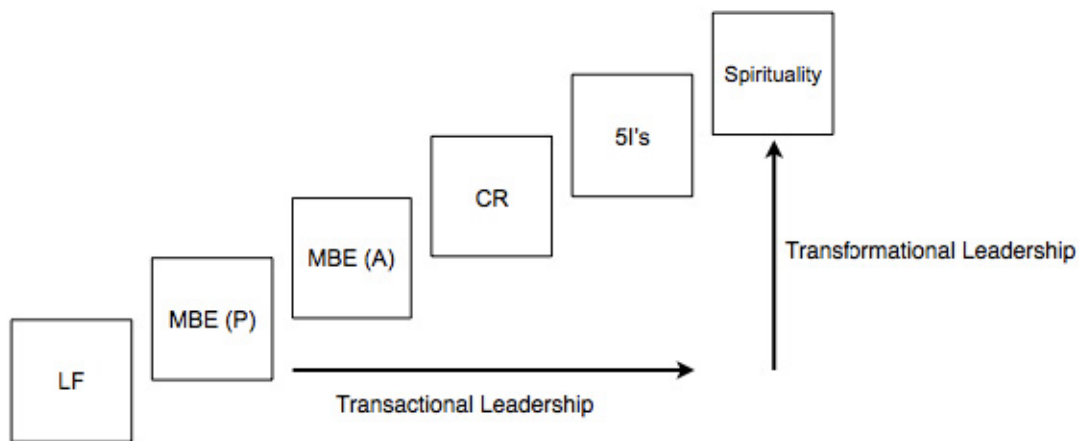 Spirituality
5I's
CR
Transformational Leadership
MBE (A)
MBE (P)
LF
Transactional Leadership